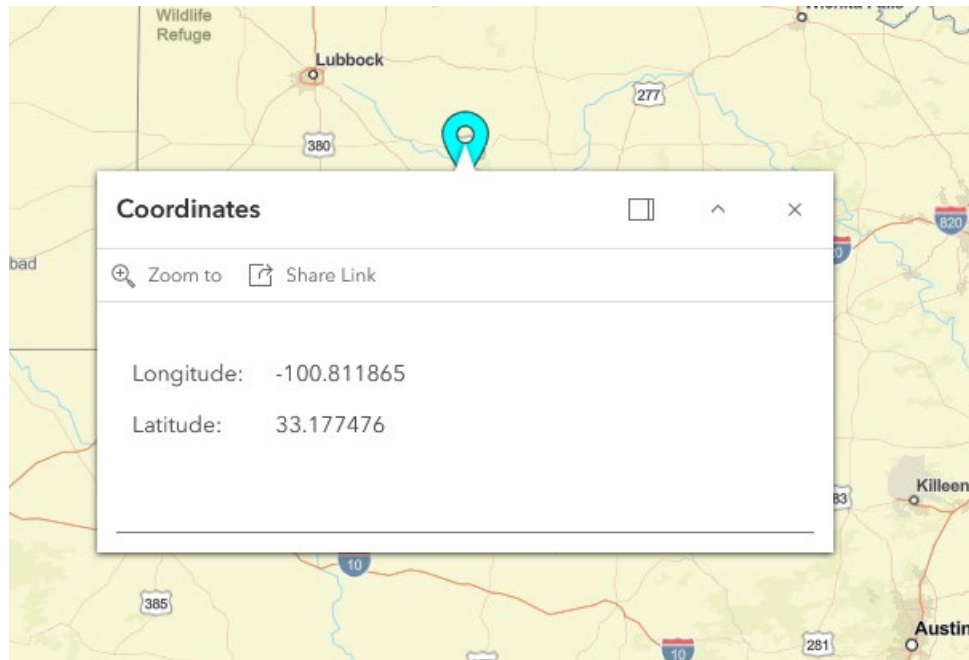 Wildlife
Refuge
Lubbock
277
380
Coordinates
820
bad
Zoom to Share Link
Longitude: -100.811865
Latitude: 33.177476
Killeen
83
10
385
Austin
281
10